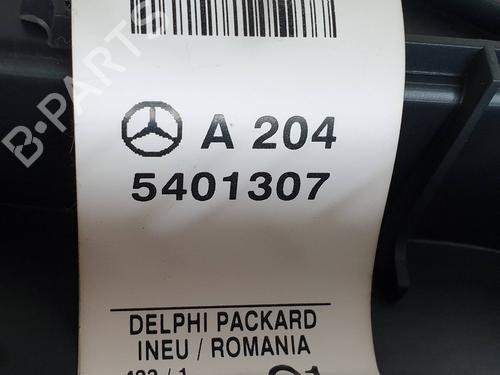 B-PARTS
A 204
5401307
DELPHI PACKARD
INEU / ROMANIA